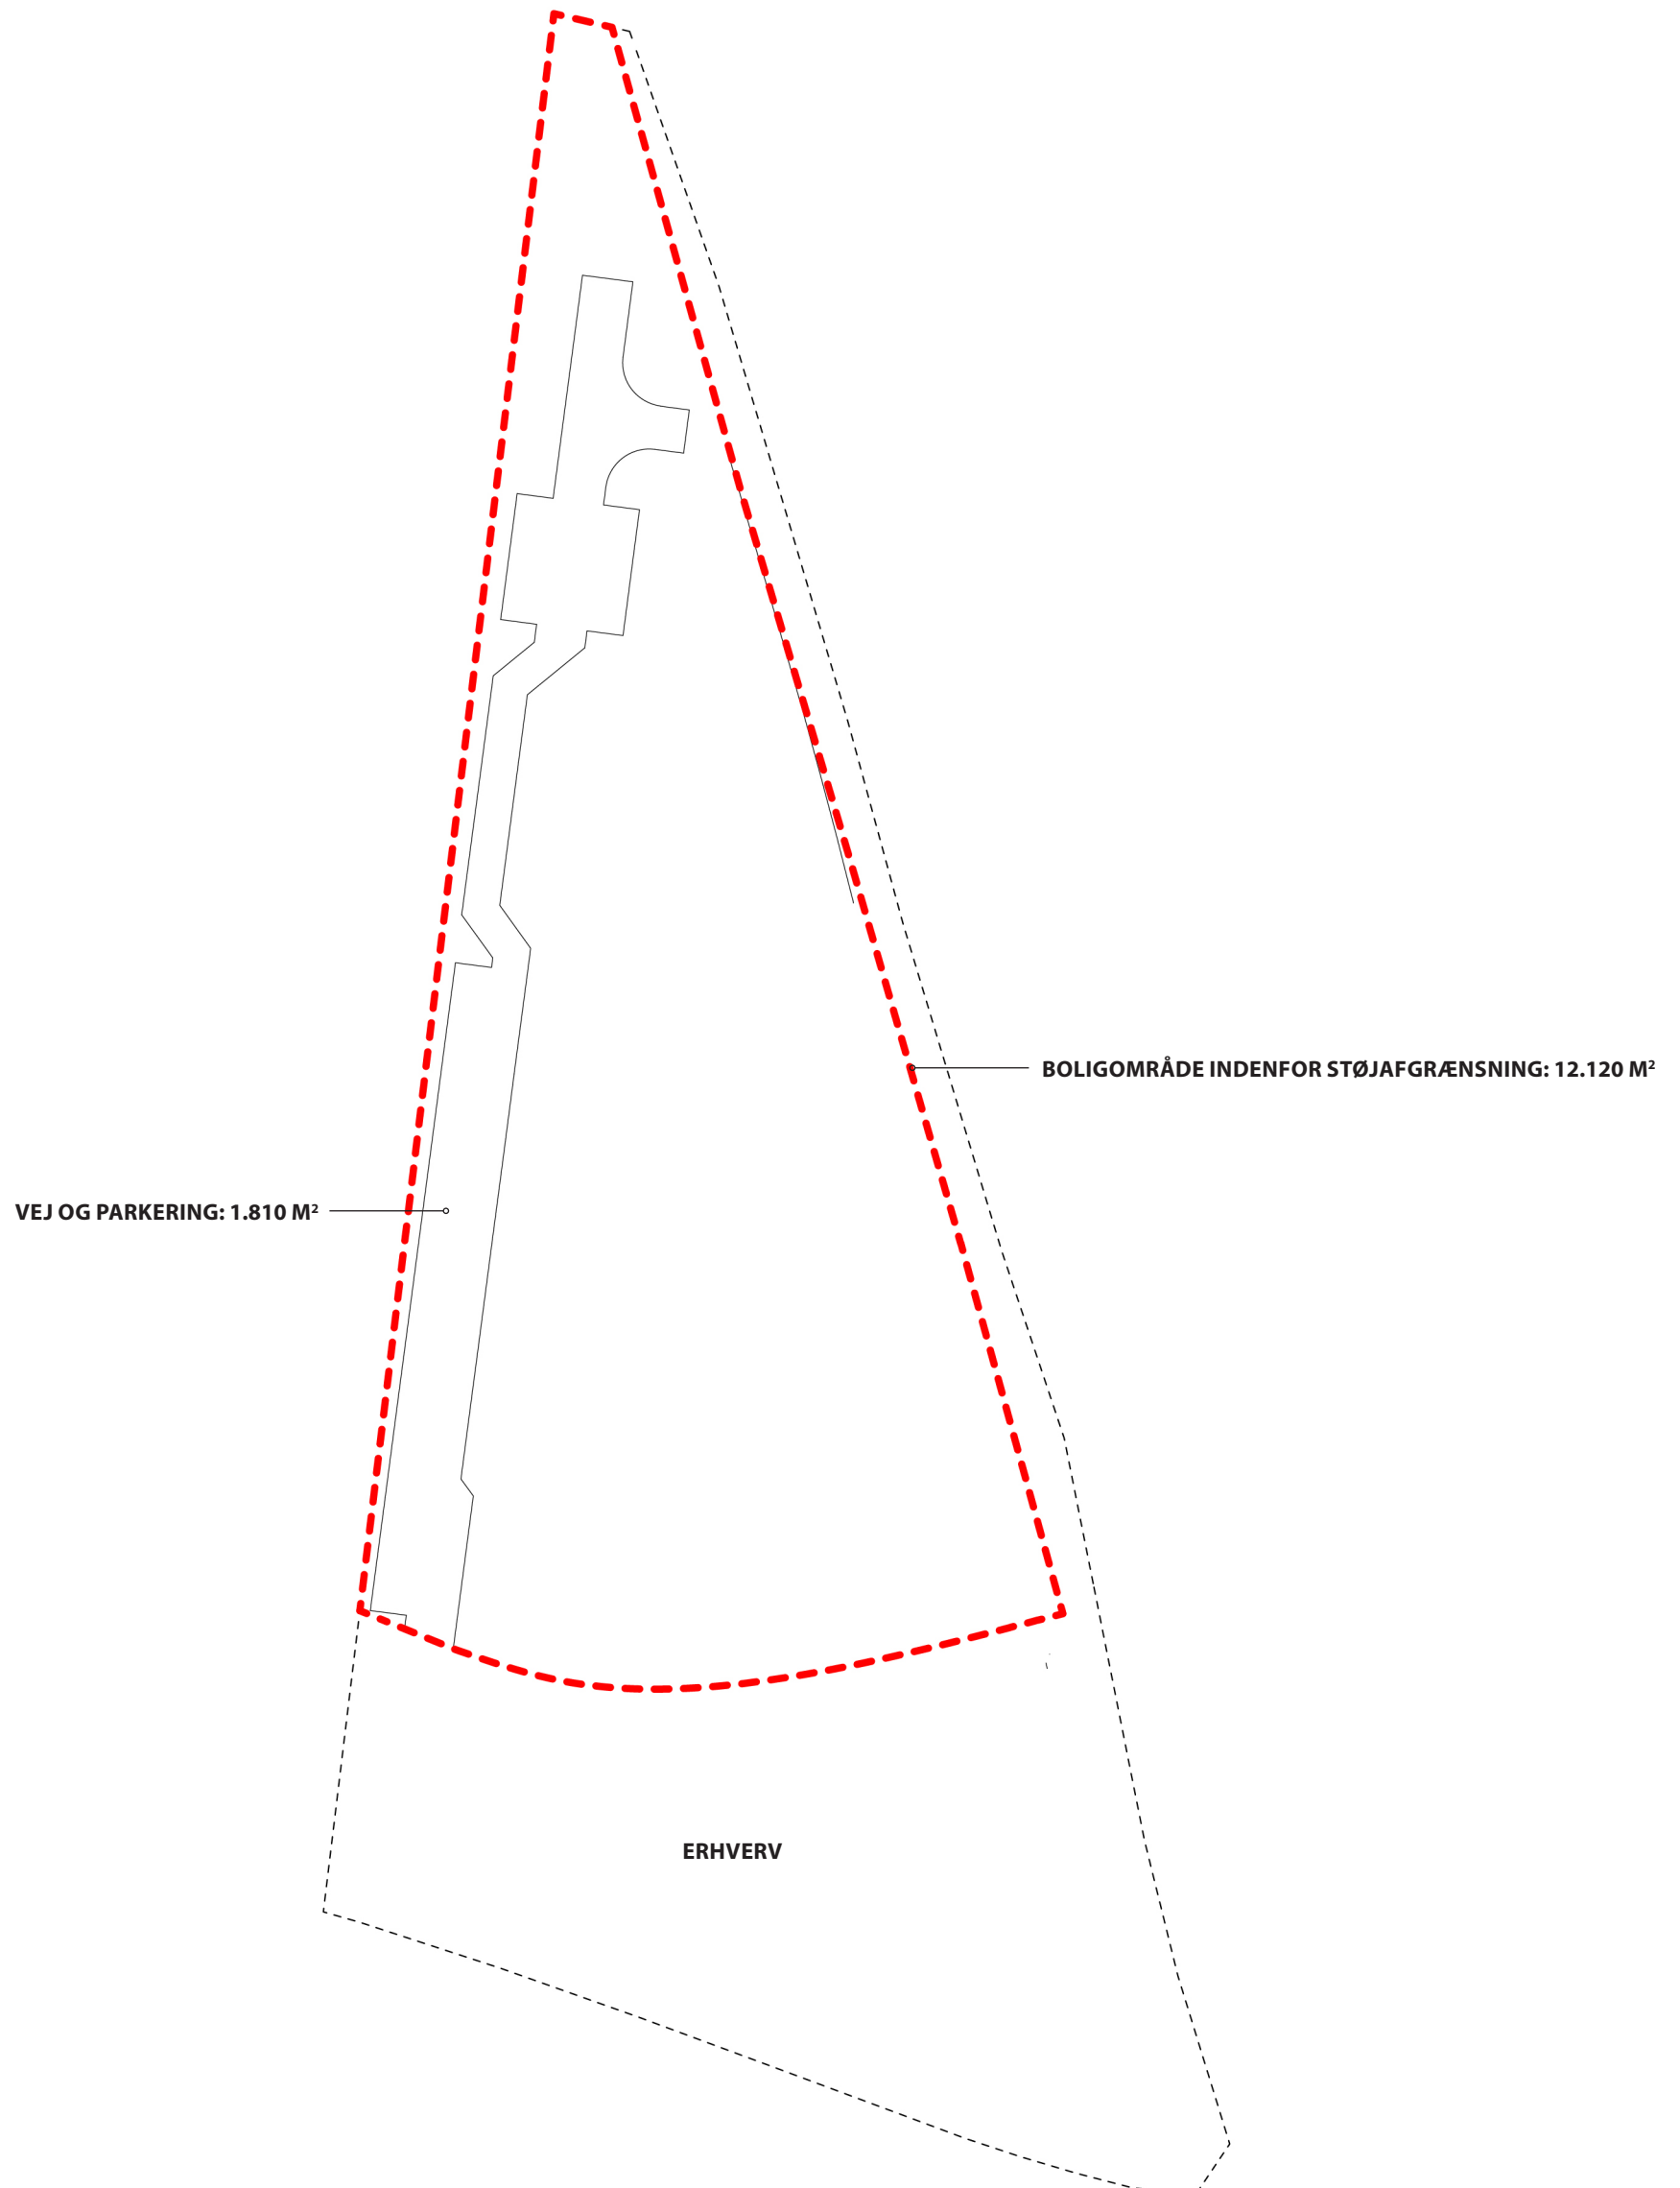 BOLIGOMRÅDE INDENFOR STØJAFGRÆNSNING: 12.120 M²
VEJ OG PARKERING: 1.810 M²
ERHVERV